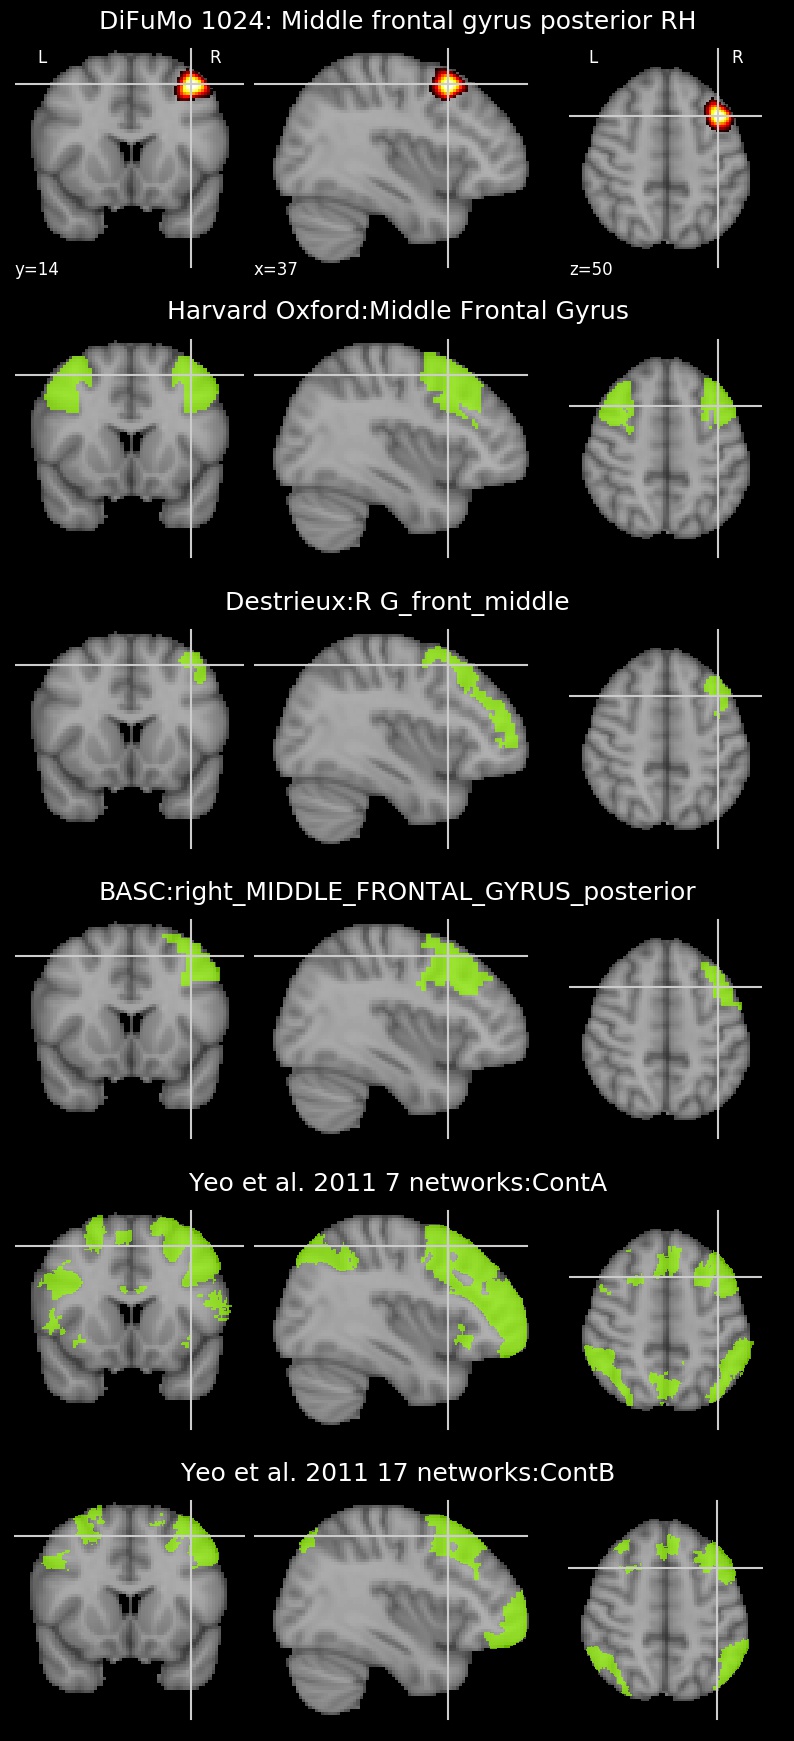 DiFuMo 1024: Middle frontal gyrus posterior RH
L R L R
y=14 x=37 z=50
Harvard Oxford:Middle Frontal Gyrus
Destrieux:R G_front_middle
BASC:right_MIDDLE_FRONTAL_GYRUS_posterior
Yeo et al. 2011 7 networks:ContA
Yeo et al. 2011 17 networks:ContB